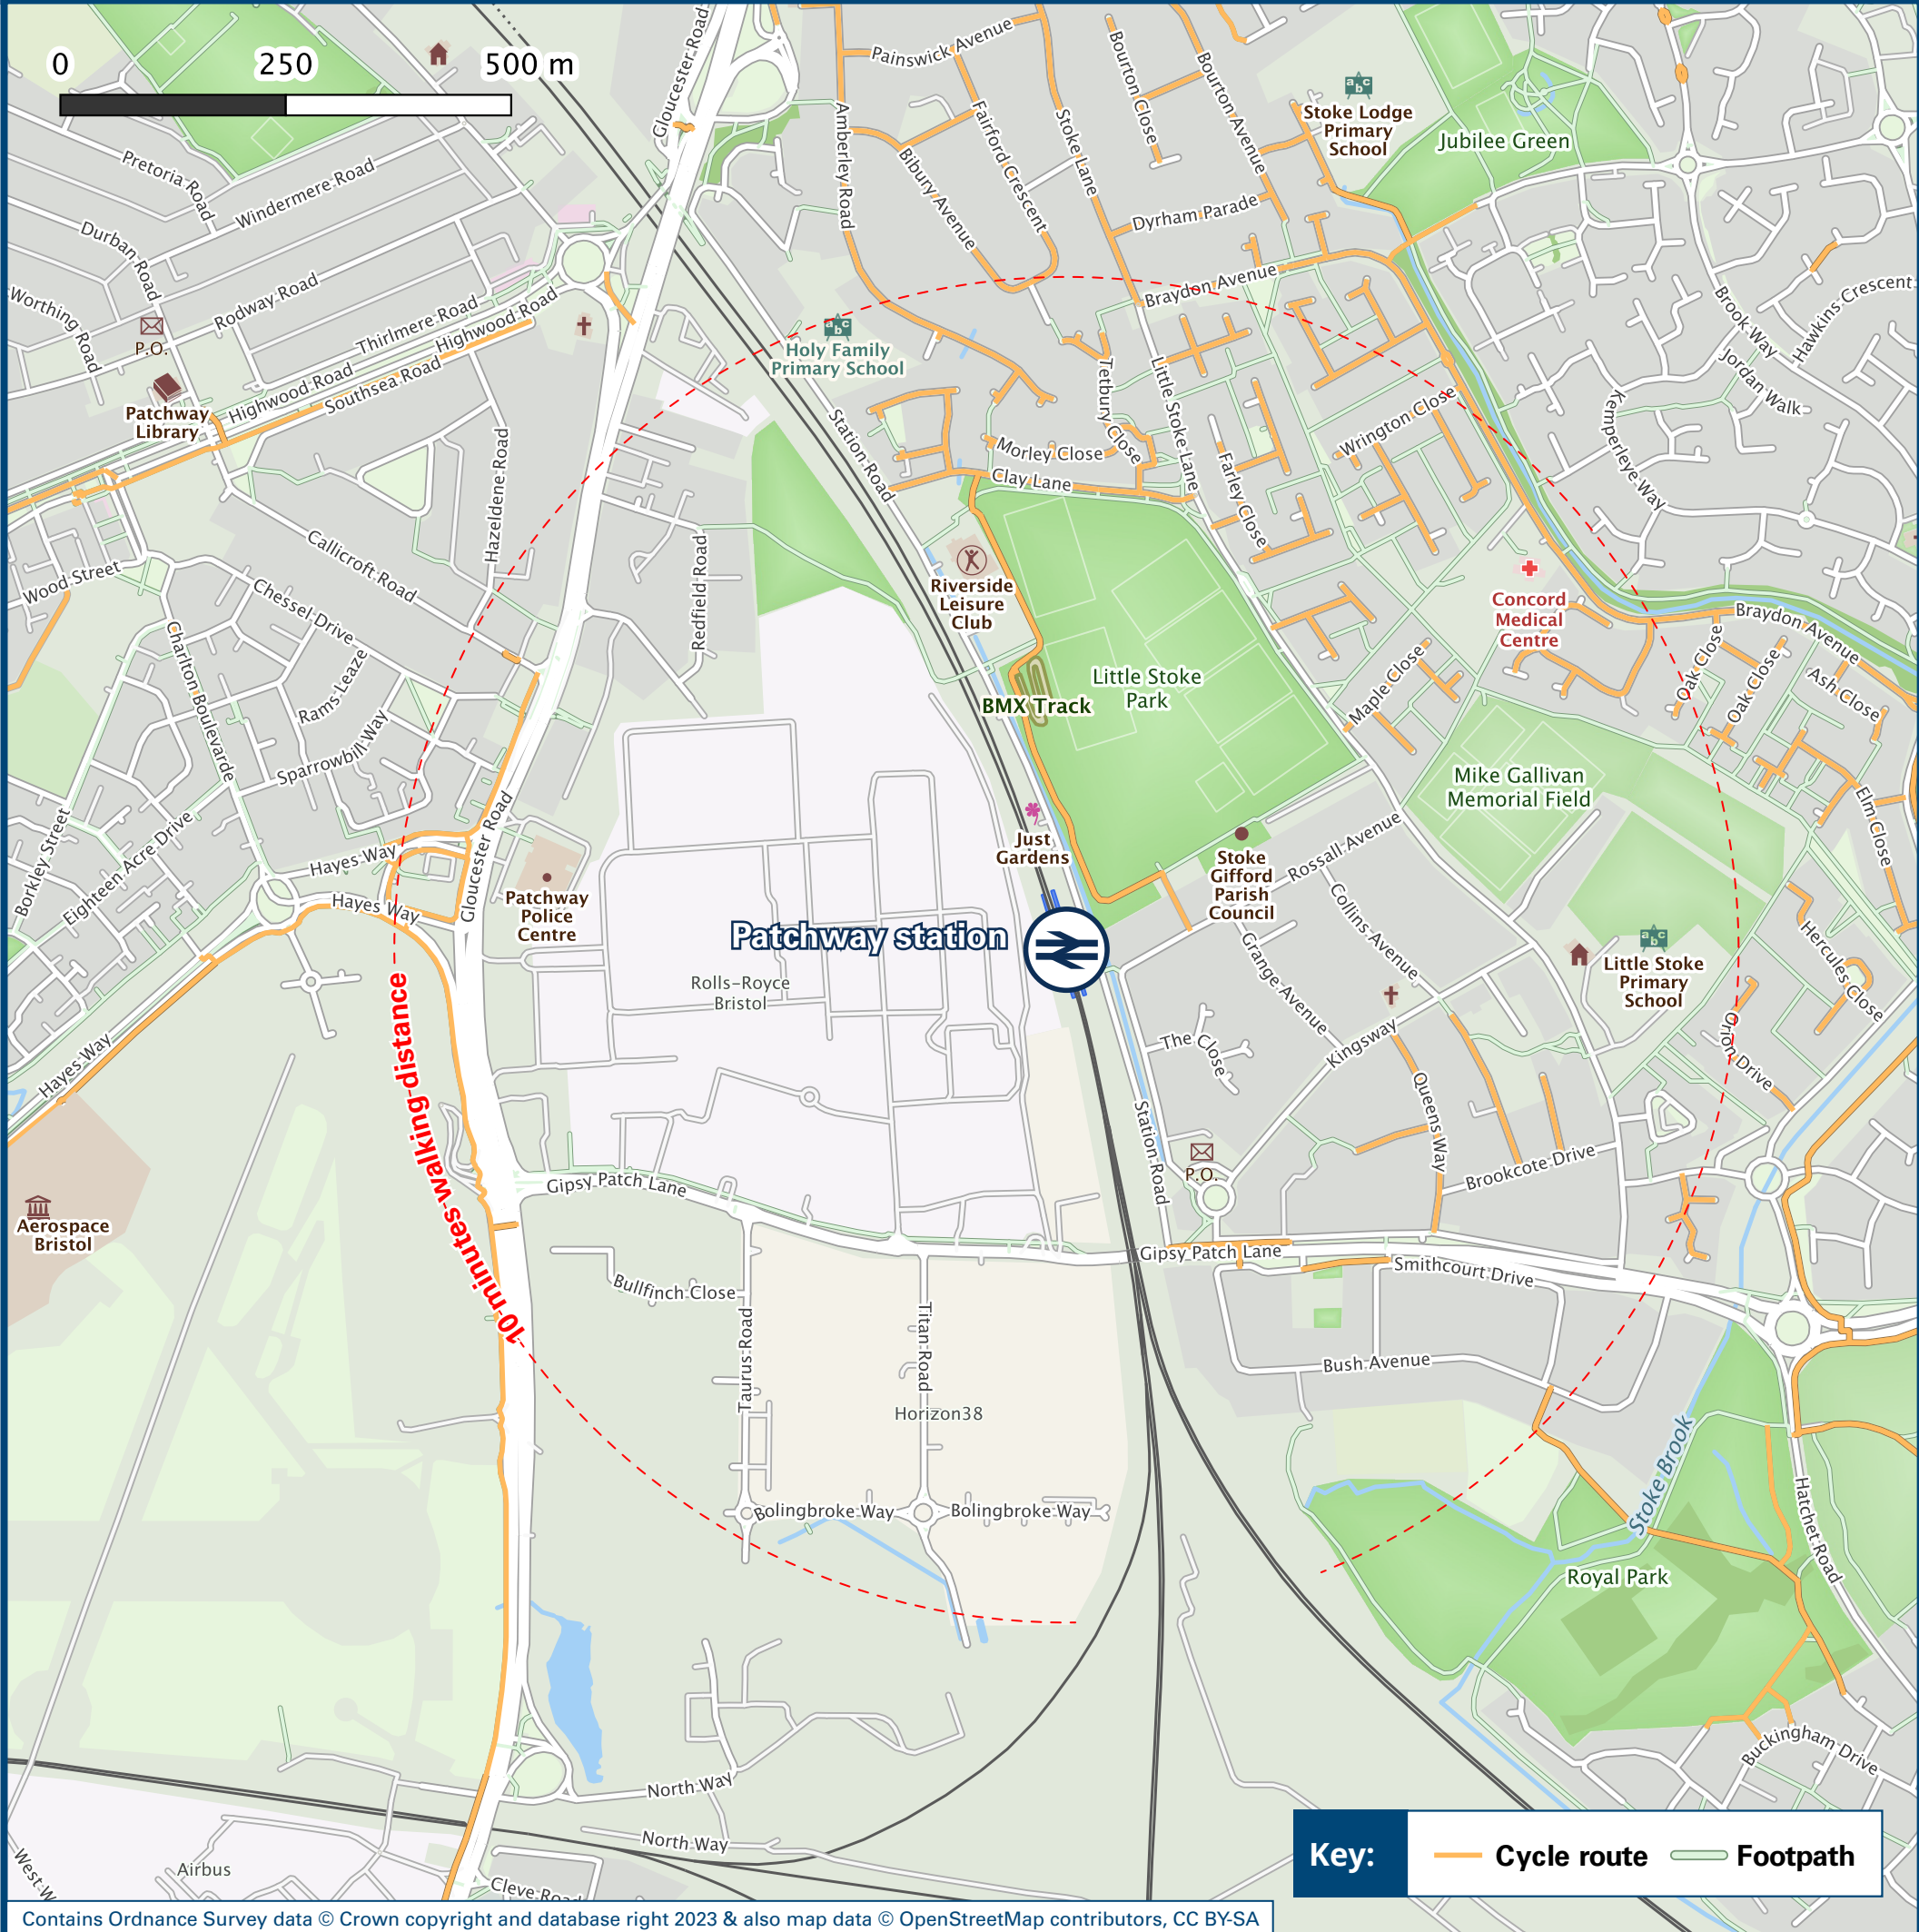 0 250 500 m
Gloucester Road
Painswick Avenue
Bourton Close
Bourton Avenue
Stoke Lodge
Primary
School
Jubilee Green
Pretoria Road
Windermere Road
Amberley Road
Bibury Avenue
Fairford Crescent
Stoke Lane
Dyrham Parade
Durban Road
Worthing Road
Rodway Road
P.O.
Thirlmere Road
Highwood Road
Highwood Road
Southsea Road
Patchway
Library
Holy Family
Primary School
Braydon Avenue
Brook Way
Hawkins Crescent
Jordan Walk
Kemperleye Way
Station Road
Tetbury Close
Little Stoke Lane
Morley Close
Clay Lane
Farley Close
Wrington Close
Hazeldene Road
Callicroft Road
Redfield Road
Wood Street
Chessel Drive
Charlton Boulevarde
Rams Leaze
Sparrowbill Way
Riverside
Leisure
Club
BMX Track
Little Stoke
Park
Concord
Medical
Centre
Maple Close
Oak Close
Oak Close
Braydon Avenue
Ash Close
Elm Close
Mike Gallivan
Memorial Field
Borkley Street
Eighteen Acre Drive
Hayes Way
Hayes Way
Gloucester Road
Patchway
Police
Centre
Just
Gardens
Stoke
Gifford
Parish
Council
Rossall Avenue
Collins Avenue
Patchway station
Rolls-Royce
Bristol
Grange Avenue
Little Stoke
Primary
School
Hercules Close
Orion Drive
Hayes Way
10 minutes walking distance
The Close
Kingsway
Queens Way
Station Road
P.O.
Brookcote Drive
Aerospace
Bristol
Gipsy Patch Lane
Gipsy Patch Lane
Smithcourt Drive
Bullfinch Close
Taurus Road
Titan Road
Bush Avenue
Horizon38
Stoke Brook
Bolingbroke Way
Bolingbroke Way
Hatchet Road
Royal Park
Buckingham Drive
North Way
North Way
Airbus
West W
Cleve Road
Key:
Cycle route
Footpath
Contains Ordnance Survey data © Crown copyright and database right 2023 & also map data © OpenStreetMap contributors, CC BY-SA